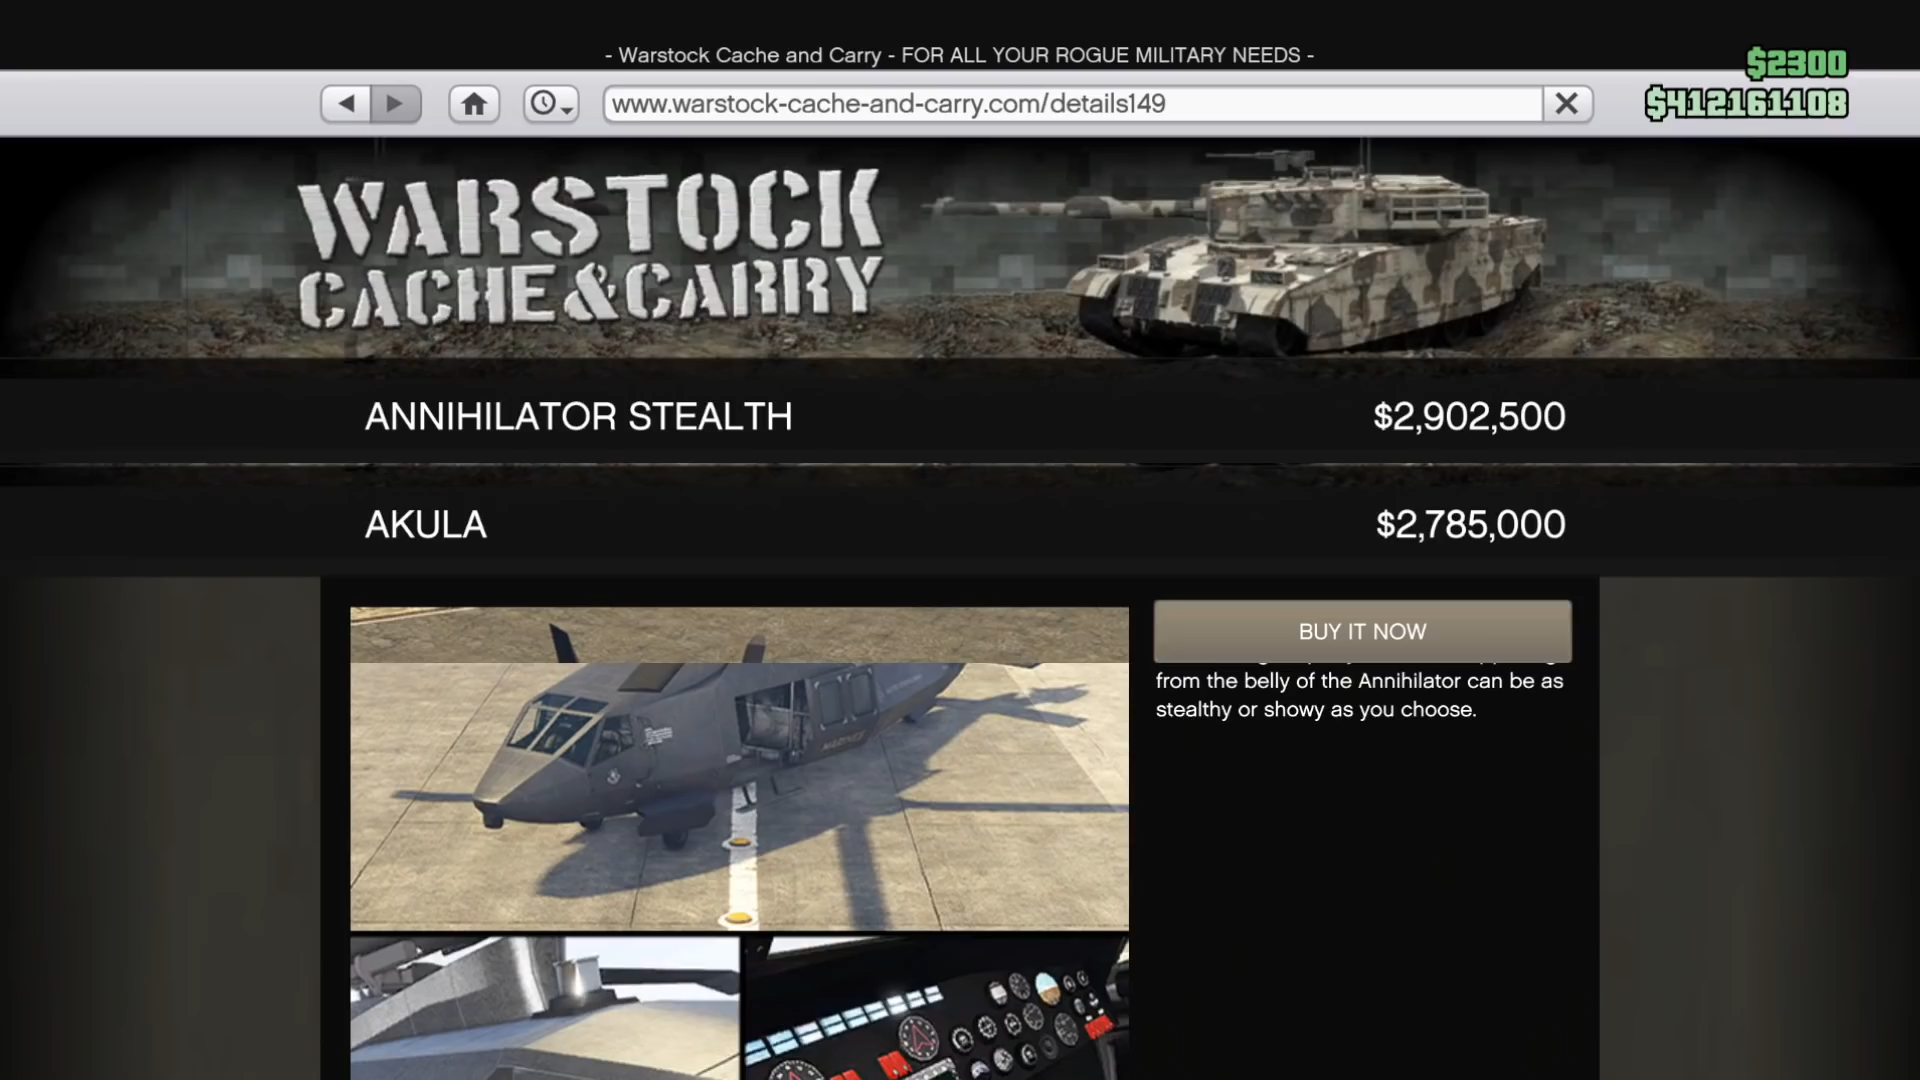 - Warstock Cache and Carry - FOR ALL YOUR ROGUE MILITARY NEEDS -
$2300
www.warstock-cache-and-carry.com/details149
$412161108
WARSTOCK
CACHE&CARRY
ANNIHILATOR STEALTH
$2,902,500
AKULA
$2,785,000
BUY IT NOW
from the belly of the Annihilator can be as
stealthy or showy as you choose.
MARINES